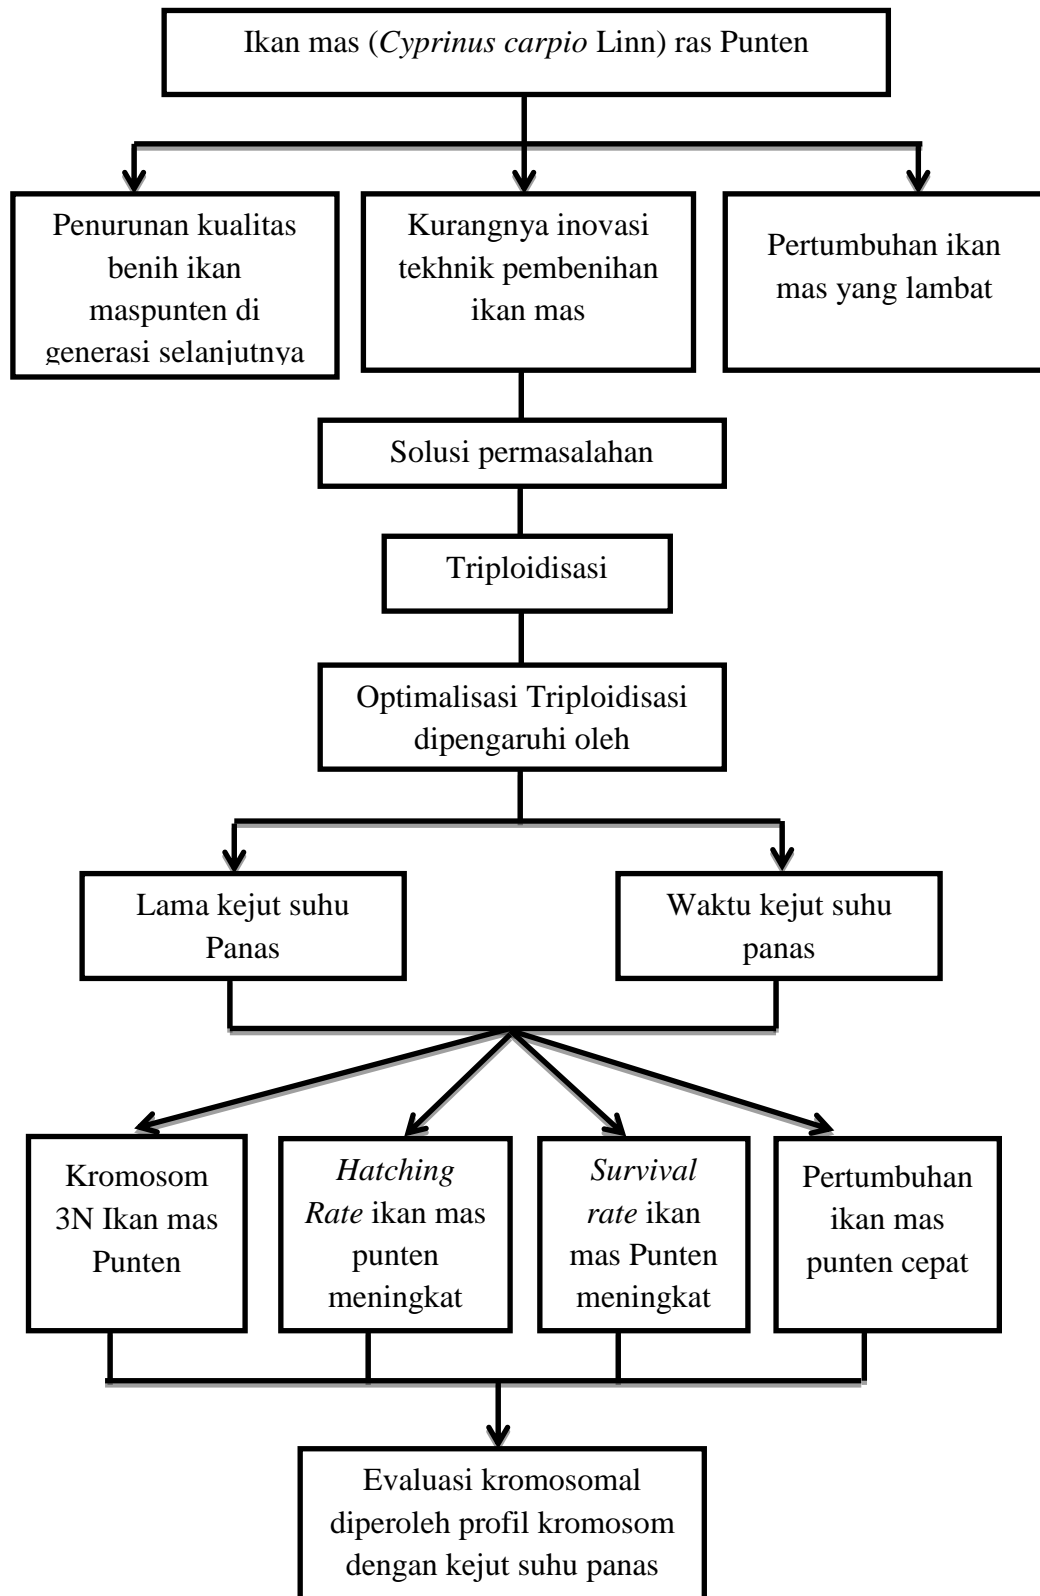 Ikan mas (Cyprinus carpio Linn) ras Punten
Penurunan kualitas
benih ikan
maspunten di
generasi selanjutnya
Kurangnya inovasi
tekhnik pembenihan
ikan mas
Pertumbuhan ikan
mas yang lambat
Solusi permasalahan
Triploidisasi
Optimalisasi Triploidisasi
dipengaruhi oleh
Lama kejut suhu
Panas
Waktu kejut suhu
panas
Kromosom
3N Ikan mas
Punten
Hatching
Rate ikan mas
punten
meningkat
Survival
rate ikan
mas Punten
meningkat
Pertumbuhan
ikan mas
punten cepat
Evaluasi kromosomal
diperoleh profil kromosom
dengan kejut suhu panas